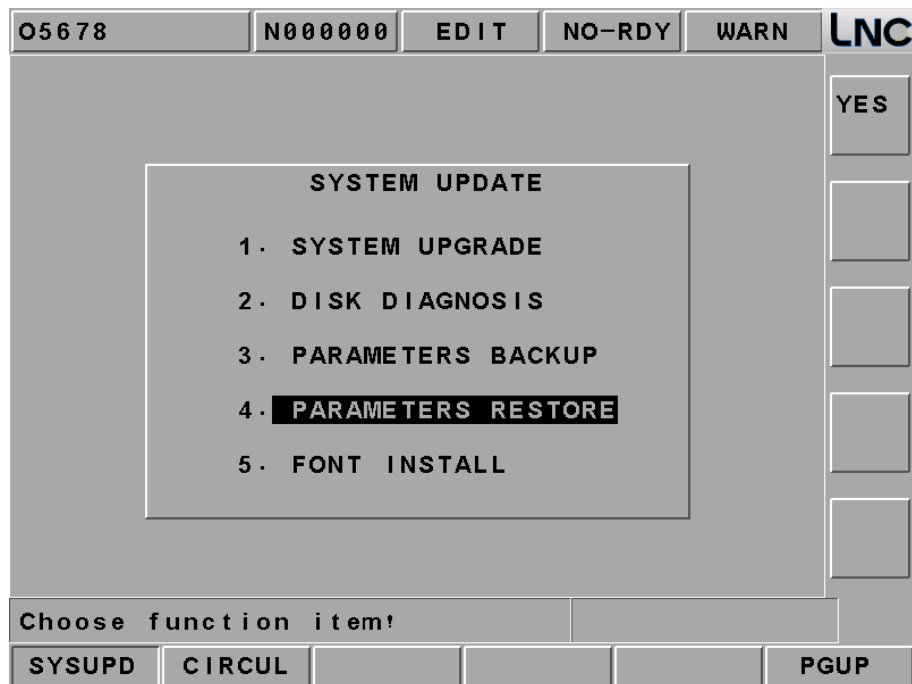 O5678 N000000 EDIT NO-RDY WARN LNC
YES
SYSTEM UPDATE
1. SYSTEM UPGRADE
2. DISK DIAGNOSIS
3. PARAMETERS BACKUP
4. PARAMETERS RESTORE
5. FONT INSTALL
Choose function item!
SYSUPD CIRCUL PGUP